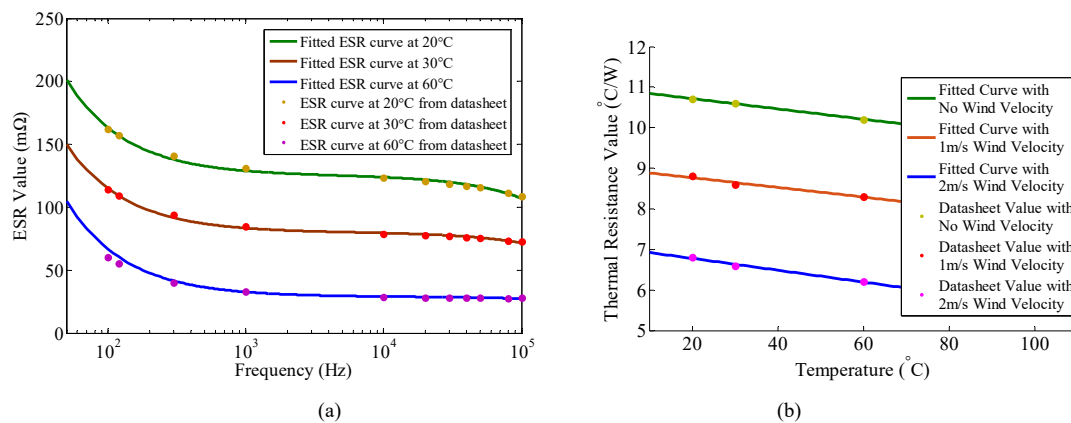 250
200
150
100
50
0
ESR Value (mΩ)
10² 10³ 10⁴ 10⁵
Frequency (Hz)
Fitted ESR curve at 20°C
Fitted ESR curve at 30°C
Fitted ESR curve at 60°C
ESR curve at 20°C from datasheet
ESR curve at 30°C from datasheet
ESR curve at 60°C from datasheet
(a)
12
11
10
9
8
7
6
5
Thermal Resistance Value (°C/W)
20 40 60 80 100
Temperature (°C)
Fitted Curve with
No Wind Velocity
Fitted Curve with
1m/s Wind Velocity
Fitted Curve with
2m/s Wind Velocity
Datasheet Value with
No Wind Velocity
Datasheet Value with
1m/s Wind Velocity
Datasheet Value with
2m/s Wind Velocity
(b)